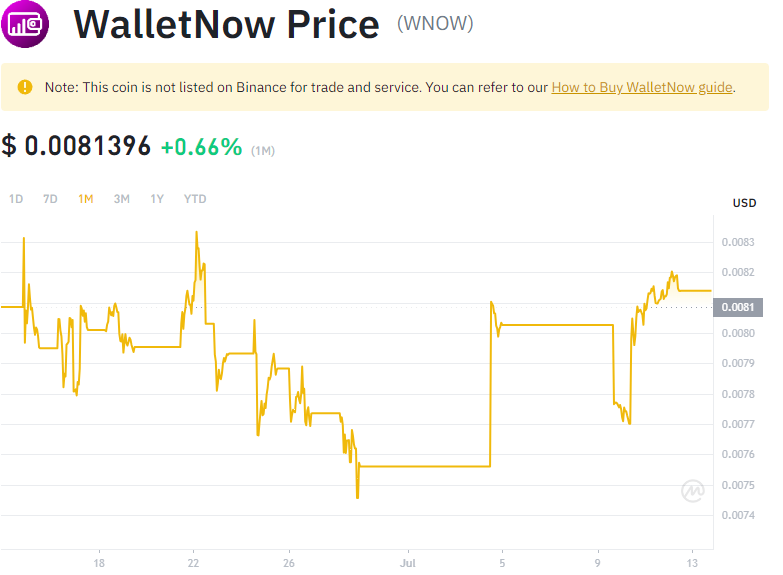 WalletNow Price (WNOW)
Note: This coin is not listed on Binance for trade and service. You can refer to our How to Buy WalletNow guide.
$ 0.0081396 +0.66% (1M)
1D 7D 1M 3M 1Y YTD
USD
0.0083
0.0082
0.0081
0.0080
0.0079
0.0078
0.0077
0.0076
0.0075
0.0074
18 22 26 Jul 5 9 13